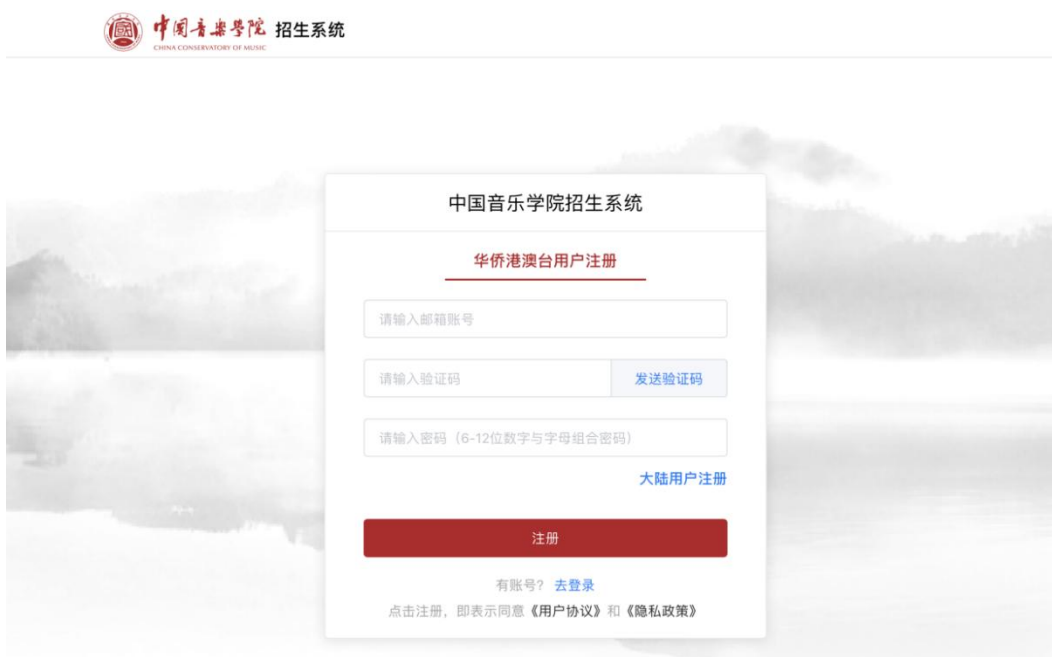 中国音乐学院 招生系统
CHINA CONSERVATORY OF MUSIC
中国音乐学院招生系统
华侨港澳台用户注册
请输入邮箱账号
请输入验证码 发送验证码
请输入密码（6-12位数字与字母组合密码）
大陆用户注册
注册
有账号？ 去登录
点击注册，即表示同意《用户协议》和《隐私政策》